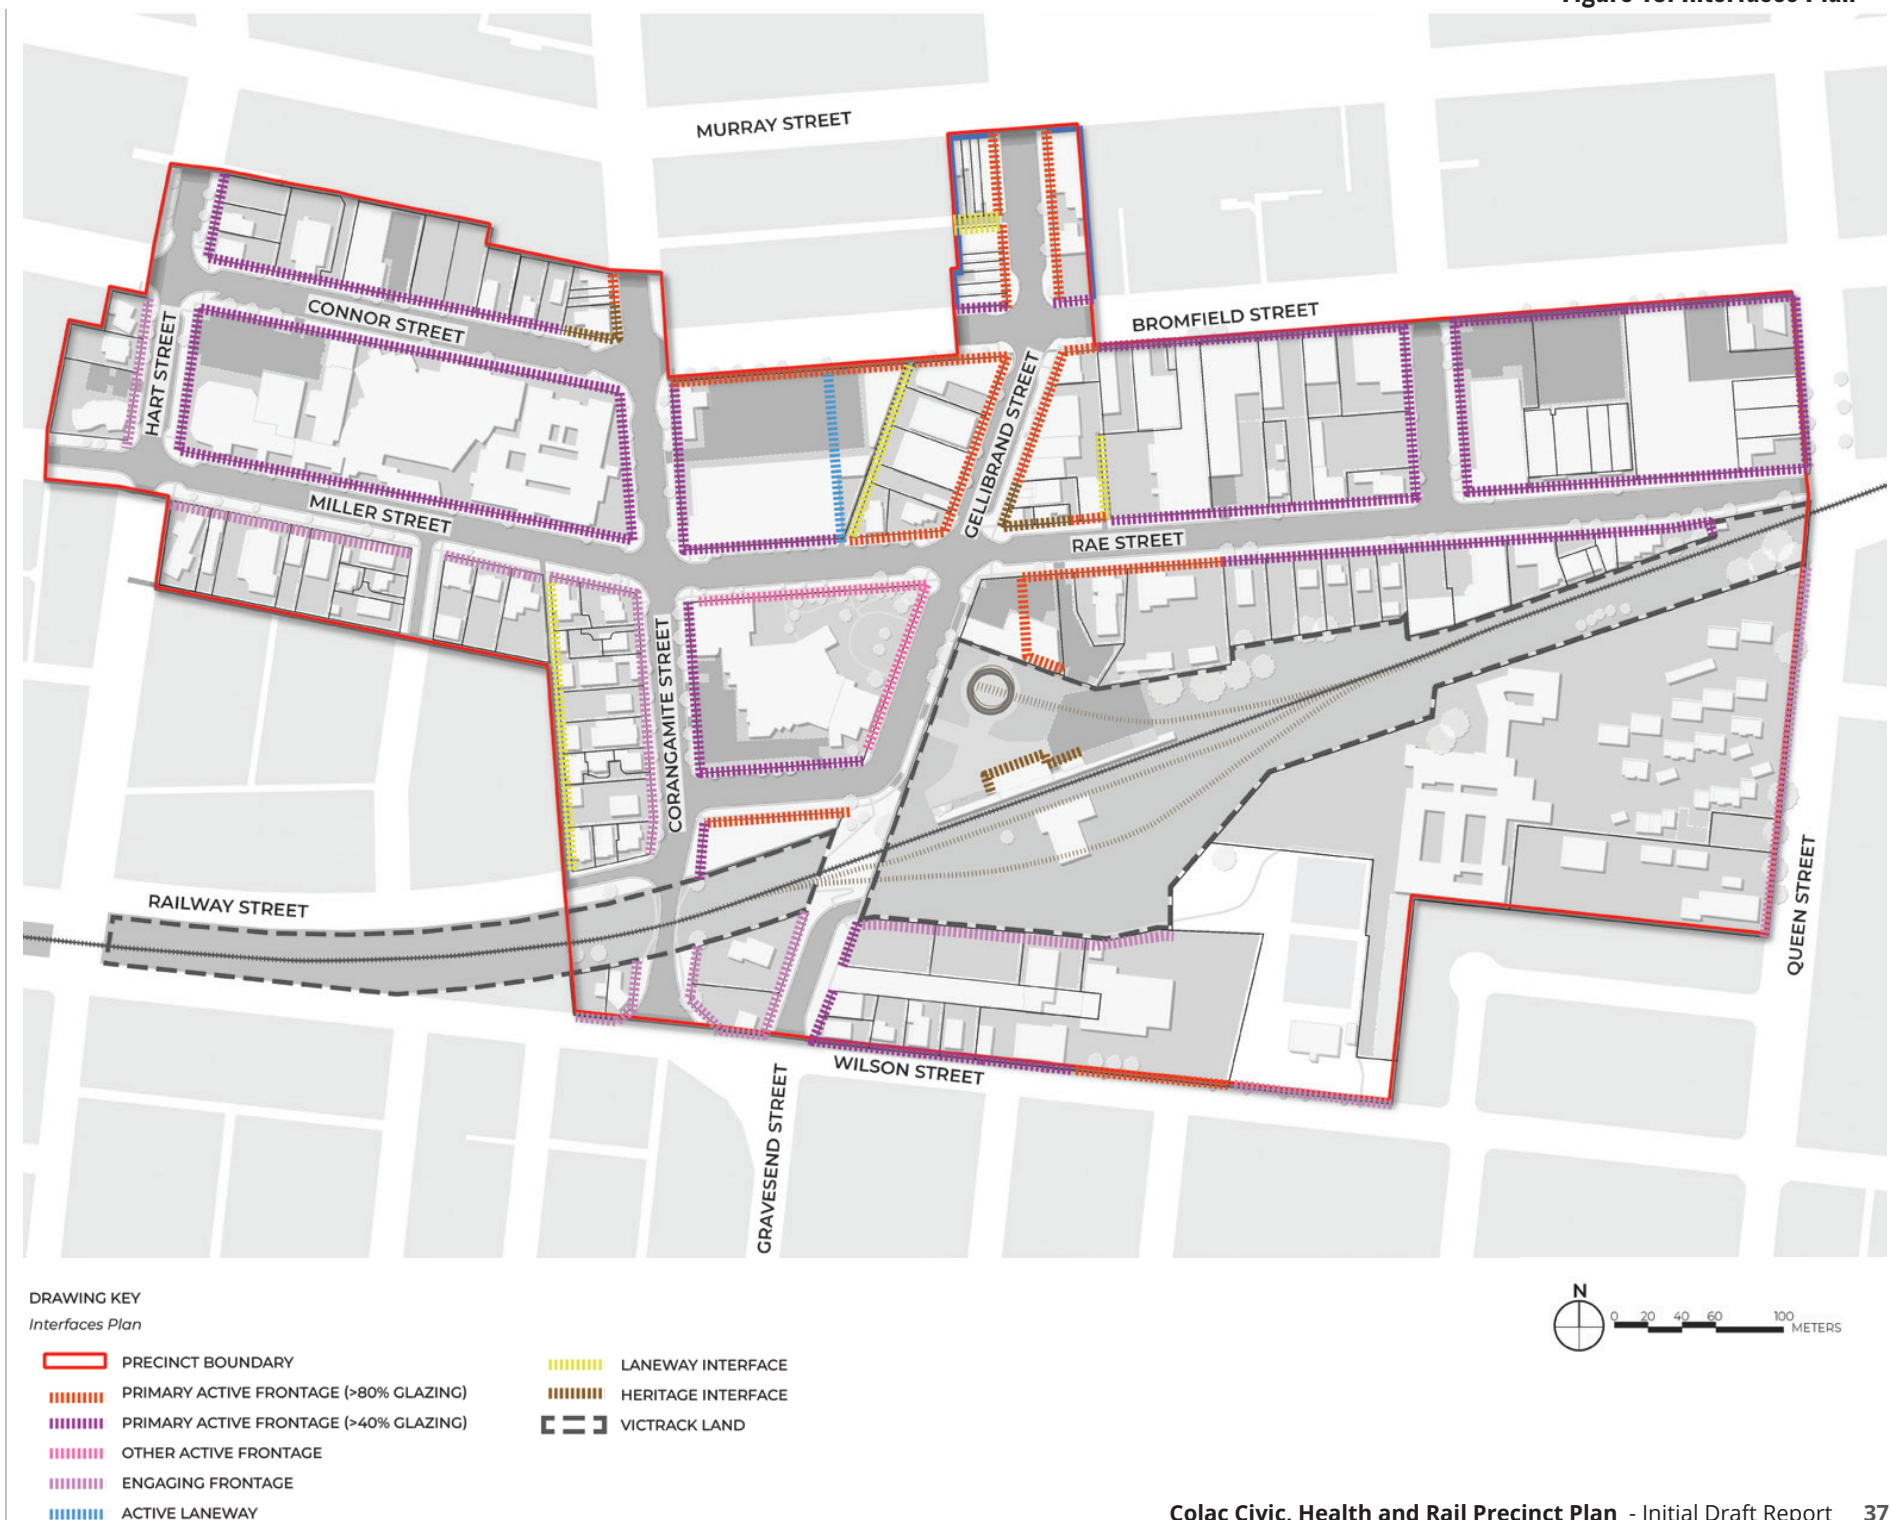 MURRAY STREET
BROMFIELD STREET
CONNOR STREET
HART STREET
GELLIBRAND STREET
MILLER STREET
RAE STREET
CORANGAMITE STREET
RAILWAY STREET
QUEEN STREET
WILSON STREET
GRAVESEND STREET
DRAWING KEY
Interfaces Plan
PRECINCT BOUNDARY
PRIMARY ACTIVE FRONTAGE (>80% GLAZING)
PRIMARY ACTIVE FRONTAGE (>40% GLAZING)
OTHER ACTIVE FRONTAGE
ENGAGING FRONTAGE
ACTIVE LANEWAY
LANEWAY INTERFACE
HERITAGE INTERFACE
VICTRACK LAND
N
0 20 40 60 100
METERS
Colac Civic, Health and Rail Precinct Plan - Initial Draft Report 37